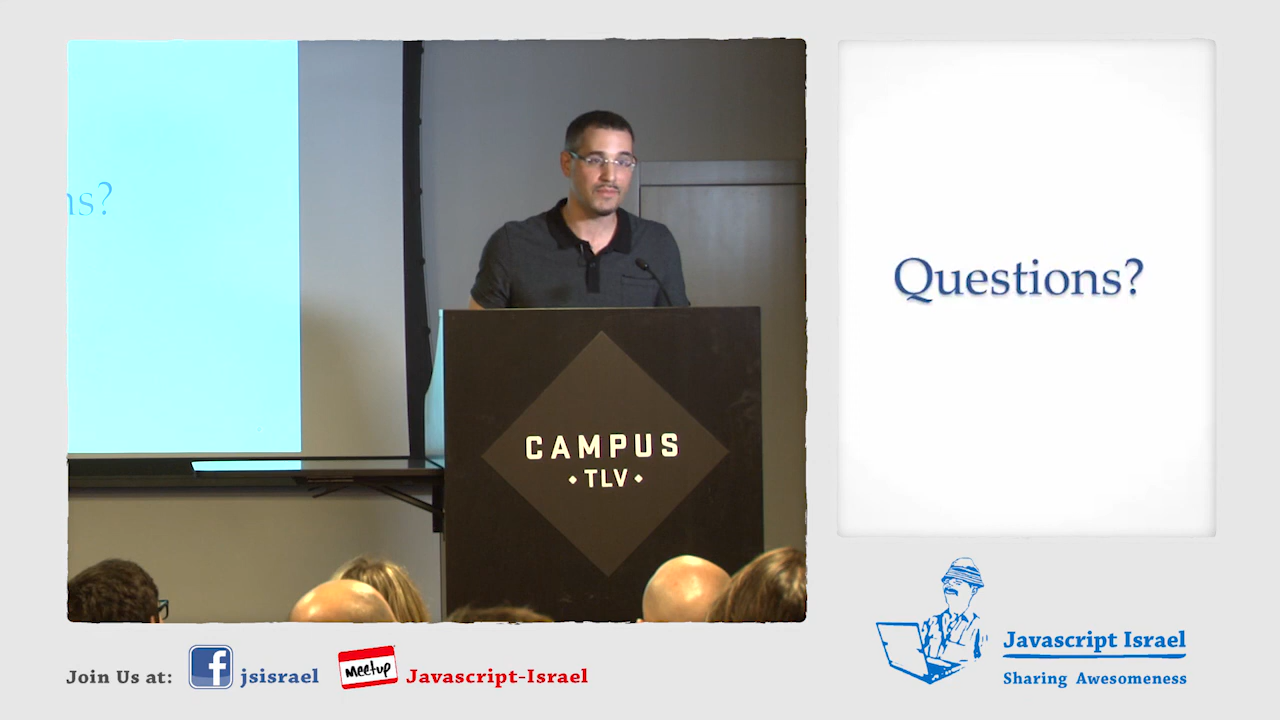 ns?
CAMPUS
TLV
Questions?
Join Us at:
f
jsisrael
Meetup
Javascript-Israel
Javascript Israel
Sharing Awesomeness